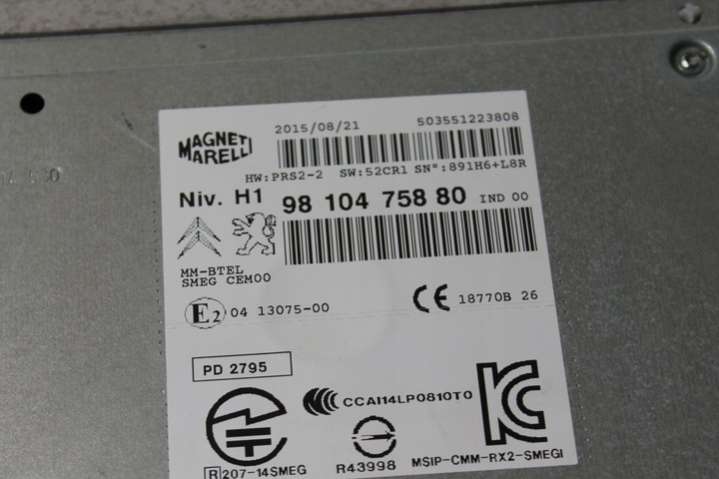 MAGNETI
MARELLI
2015/08/21 503551223808
HW:PRS2-2 SW:52CR1 SN°:891H6+L8R
Niv. H1 98 104 758 80 IND 00
MM-BTEL
SMEG CEM00
E2 04 13075-00
CE 18770B 26
PD 2795
CCAI14LP0810T0
R 207-14SMEG
R43998
MSIP-CMM-RX2-SMEGI